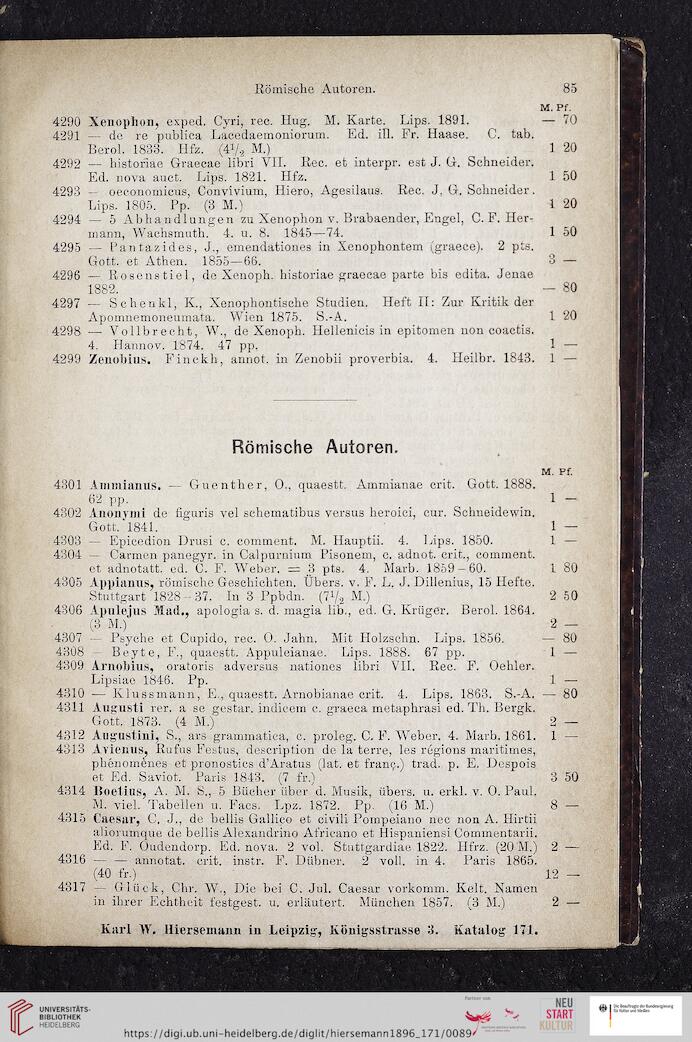 Römische Autoren. 85
M. Pf.
4290 Xenophon, exped. Cyri, rec. Hug. M. Karte. Lips. 1891. — 70
4291 — de re publica Lacedaemoniorum. Ed. ill. Fr. Haase. C. tab.
Berol. 1833. Hfz. (4½ M.) 1 20
4292 — historiae Graecae libri VII. Rec. et interpr. est J. G. Schneider.
Ed. nova auct. Lips. 1821. Hfz. 1 50
4293 — oeconomicus, Convivium, Hiero, Agesilaus. Rec. J. G. Schneider.
Lips. 1805. Pp. (3 M.) 1 20
4294 — 5 Abhandlungen zu Xenophon v. Brabaender, Engel, C. F. Her-
mann, Wachsmuth. 4. u. 8. 1845—74. 1 50
4295 — Pantazides, J., emendationes in Xenophontem (graece). 2 pts.
Gott. et Athen. 1855—66. 3 —
4296 — Rosenstiel, de Xenoph. historiae graecae parte bis edita. Jenae
1882. — 80
4297 — Schenkl, K., Xenophontische Studien. Heft II: Zur Kritik der
Apomnemoneumata. Wien 1875. S.-A. 1 20
4298 — Vollbrecht, W., de Xenoph. Hellenicis in epitomen non coactis.
4. Hannov. 1874. 47 pp. 1 —
4299 Zenobius. Finckh, annot. in Zenobii proverbia. 4. Heilbr. 1843. 1 —
Römische Autoren.
M. Pf.
4301 Ammianus. — Guenther, O., quaestt. Ammianae crit. Gott. 1888.
62 pp. 1 —
4302 Anonymi de figuris vel schematibus versus heroici, cur. Schneidewin.
Gott. 1841. 1 —
4303 — Epicedion Drusi c. comment. M. Hauptii. 4. Lips. 1850. 1 —
4304 — Carmen panegyr. in Calpurnium Pisonem, c. adnot. crit., comment.
et adnotatt. ed. C. F. Weber. = 3 pts. 4. Marb. 1859—60. 1 80
4305 Appianus, römische Geschichten. Übers. v. F. L. J. Dillenius, 15 Hefte.
Stuttgart 1828—37. In 3 Ppbdn. (7½ M.) 2 50
4306 Apulejus Mad., apologia s. d. magia lib., ed. G. Krüger. Berol. 1864.
(3 M.) 2 —
4307 — Psyche et Cupido, rec. O. Jahn. Mit Holzschn. Lips. 1856. — 80
4308 — Beyte, F., quaestt. Appuleianae. Lips. 1888. 67 pp. 1 —
4309 Arnobius, oratoris adversus nationes libri VII. Rec. F. Oehler.
Lipsiae 1846. Pp. 1 —
4310 — Klussmann, E., quaestt. Arnobianae crit. 4. Lips. 1863. S.-A. — 80
4311 Augusti rer. a se gestar. indicem c. graeca metaphrasi ed. Th. Bergk.
Gott. 1873. (4 M.) 2 —
4312 Augustini, S., ars grammatica, c. proleg. C. F. Weber. 4. Marb. 1861. 1 —
4313 Avienus, Rufus Festus, description de la terre, les régions maritimes,
phénomènes et pronostics d'Aratus (lat. et franç.) trad. p. E. Despois
et Ed. Saviot. Paris 1843. (7 fr.) 3 50
4314 Boetius, A. M. S., 5 Bücher über d. Musik, übers. u. erkl. v. O. Paul.
M. viel. Tabellen u. Facs. Lpz. 1872. Pp. (16 M.) 8 —
4315 Caesar, C. J., de bellis Gallico et civili Pompeiano nec non A. Hirtii
aliorumque de bellis Alexandrino Africano et Hispaniensi Commentarii.
Ed. F. Oudendorp. Ed. nova. 2 vol. Stuttgardiae 1822. Hfrz. (20 M.) 2 —
4316 — — annotat. crit. instr. F. Dübner. 2 voll. in 4. Paris 1865.
(40 fr.) 12 —
4317 — Glück, Chr. W., Die bei C. Jul. Caesar vorkomm. Kelt. Namen
in ihrer Echtheit festgest. u. erläutert. München 1857. (3 M.) 2 —
Karl W. Hiersemann in Leipzig, Königsstrasse 3. Katalog 171.
UNIVERSITÄTS-
BIBLIOTHEK
HEIDELBERG
https://digi.ub.uni-heidelberg.de/diglit/hiersemann1896_171/0089
Partner von
NEU
START
KULTUR
Die Beauftragte der Bundesregierung
für Kultur und Medien